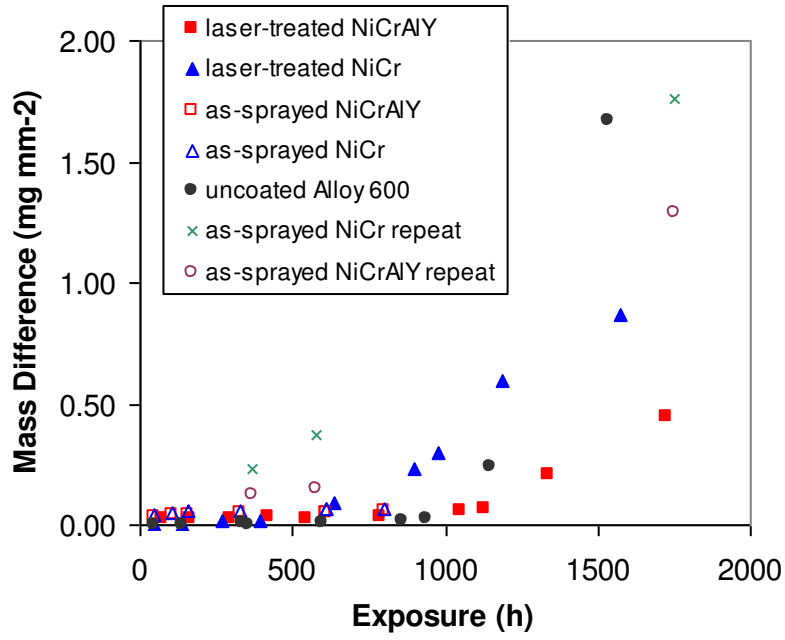 2.00
1.50
1.00
0.50
0.00
Mass Difference (mg mm-2)
laser-treated NiCrAlY
laser-treated NiCr
as-sprayed NiCrAlY
as-sprayed NiCr
uncoated Alloy 600
as-sprayed NiCr repeat
as-sprayed NiCrAlY repeat
0 500 1000 1500 2000
Exposure (h)